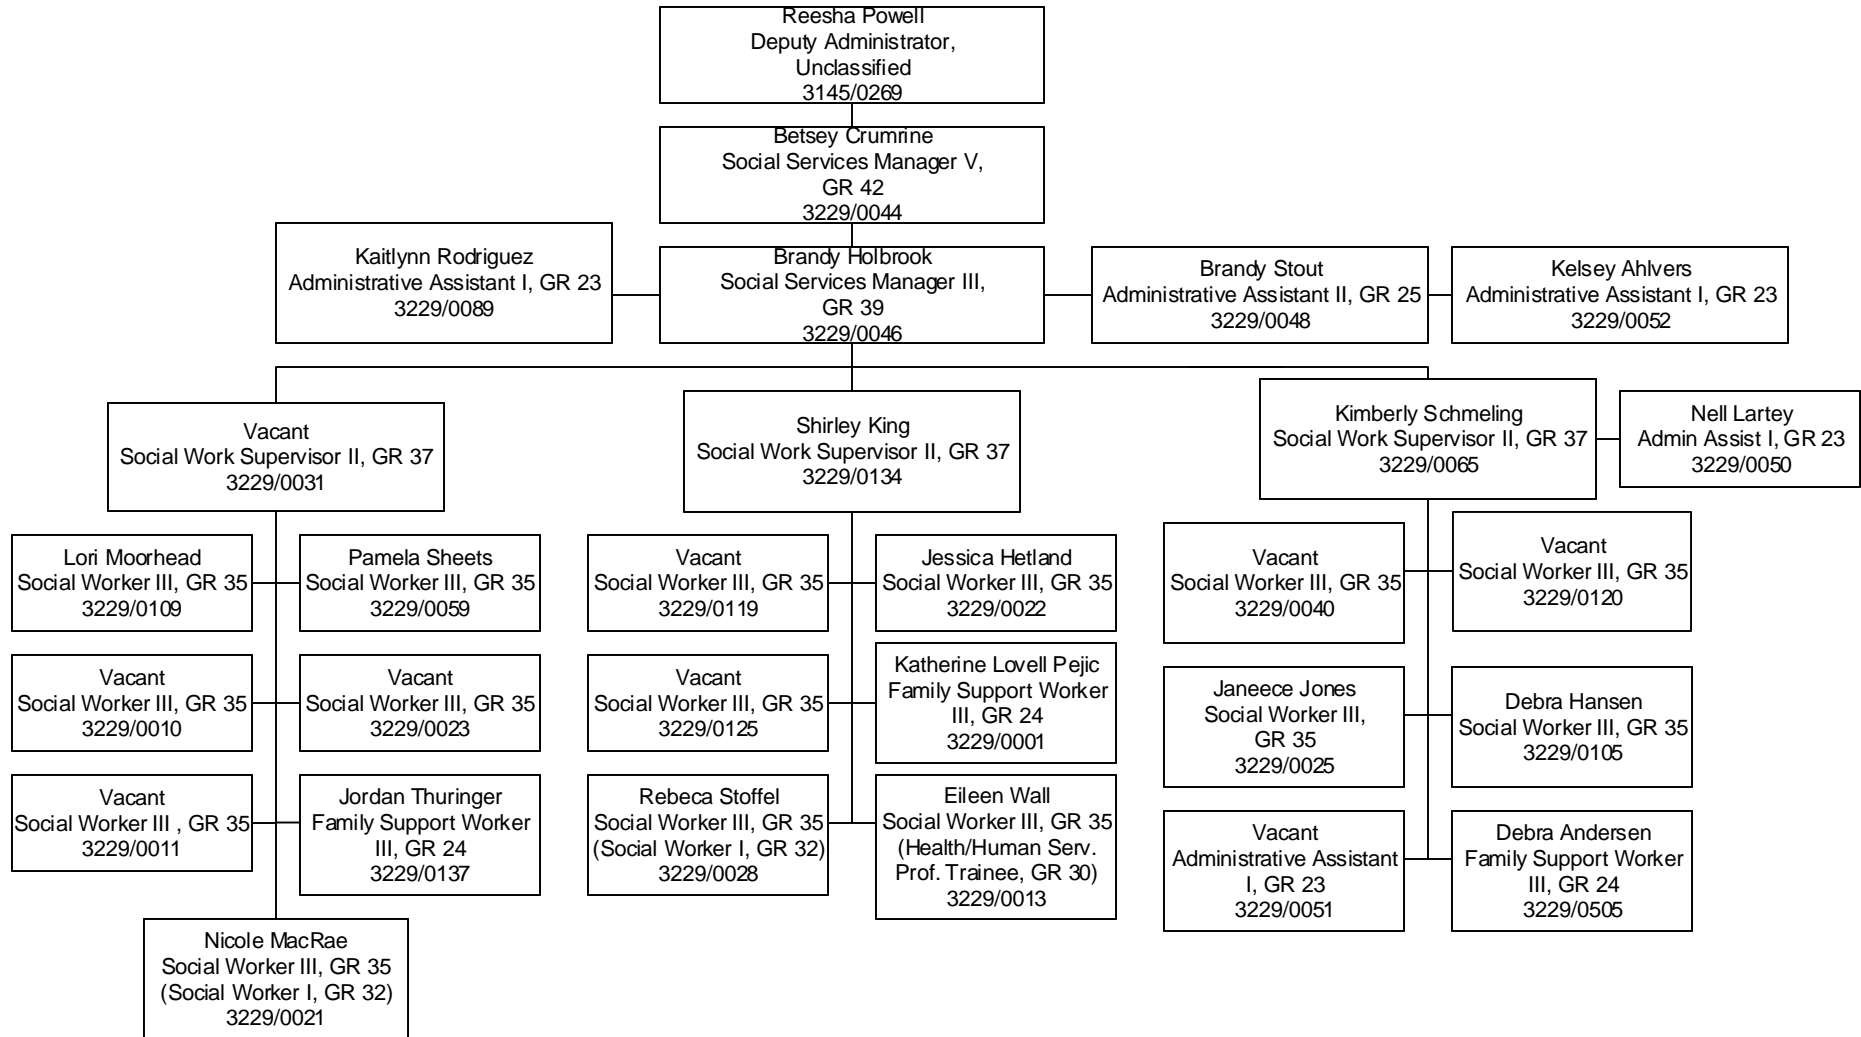 Reesha Powell
Deputy Administrator,
Unclassified
3145/0269
Betsey Crumrine
Social Services Manager V,
GR 42
3229/0044
Kaitlynn Rodriguez
Administrative Assistant I, GR 23
3229/0089
Brandy Holbrook
Social Services Manager III,
GR 39
3229/0046
Brandy Stout
Administrative Assistant II, GR 25
3229/0048
Kelsey Ahlvers
Administrative Assistant I, GR 23
3229/0052
Vacant
Social Work Supervisor II, GR 37
3229/0031
Shirley King
Social Work Supervisor II, GR 37
3229/0134
Kimberly Schmeling
Social Work Supervisor II, GR 37
3229/0065
Nell Lartey
Admin Assist I, GR 23
3229/0050
Lori Moorhead
Social Worker III, GR 35
3229/0109
Pamela Sheets
Social Worker III, GR 35
3229/0059
Vacant
Social Worker III, GR 35
3229/0010
Vacant
Social Worker III, GR 35
3229/0023
Vacant
Social Worker III , GR 35
3229/0011
Jordan Thuringer
Family Support Worker
III, GR 24
3229/0137
Nicole MacRae
Social Worker III, GR 35
(Social Worker I, GR 32)
3229/0021
Vacant
Social Worker III, GR 35
3229/0119
Jessica Hetland
Social Worker III, GR 35
3229/0022
Vacant
Social Worker III, GR 35
3229/0125
Katherine Lovell Pejic
Family Support Worker
III, GR 24
3229/0001
Rebeca Stoffel
Social Worker III, GR 35
(Social Worker I, GR 32)
3229/0028
Eileen Wall
Social Worker III, GR 35
(Health/Human Serv.
Prof. Trainee, GR 30)
3229/0013
Vacant
Social Worker III, GR 35
3229/0040
Vacant
Social Worker III, GR 35
3229/0120
Janeece Jones
Social Worker III,
GR 35
3229/0025
Debra Hansen
Social Worker III, GR 35
3229/0105
Vacant
Administrative Assistant
I, GR 23
3229/0051
Debra Andersen
Family Support Worker
III, GR 24
3229/0505